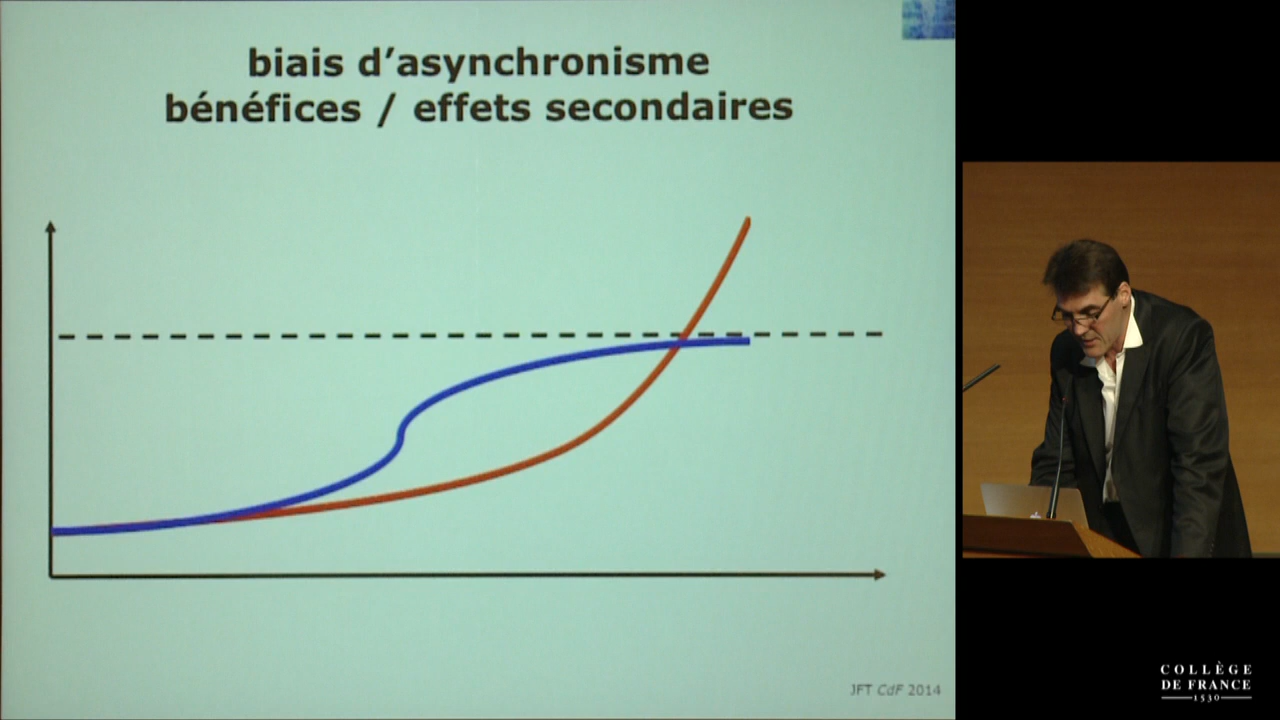 biais d'asynchronisme
bénéfices / effets secondaires
JFT CdF 2014
COLLÈGE
DE FRANCE
1530